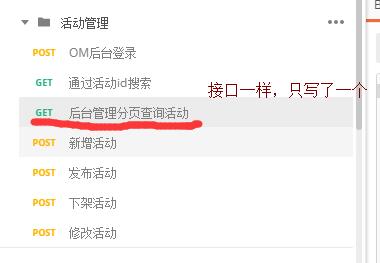 活动管理
POST OM后台登录
GET 通过活动id搜索
接口一样，只写了一个
GET 后台管理分页查询活动
POST 新增活动
POST 发布活动
POST 下架活动
POST 修改活动